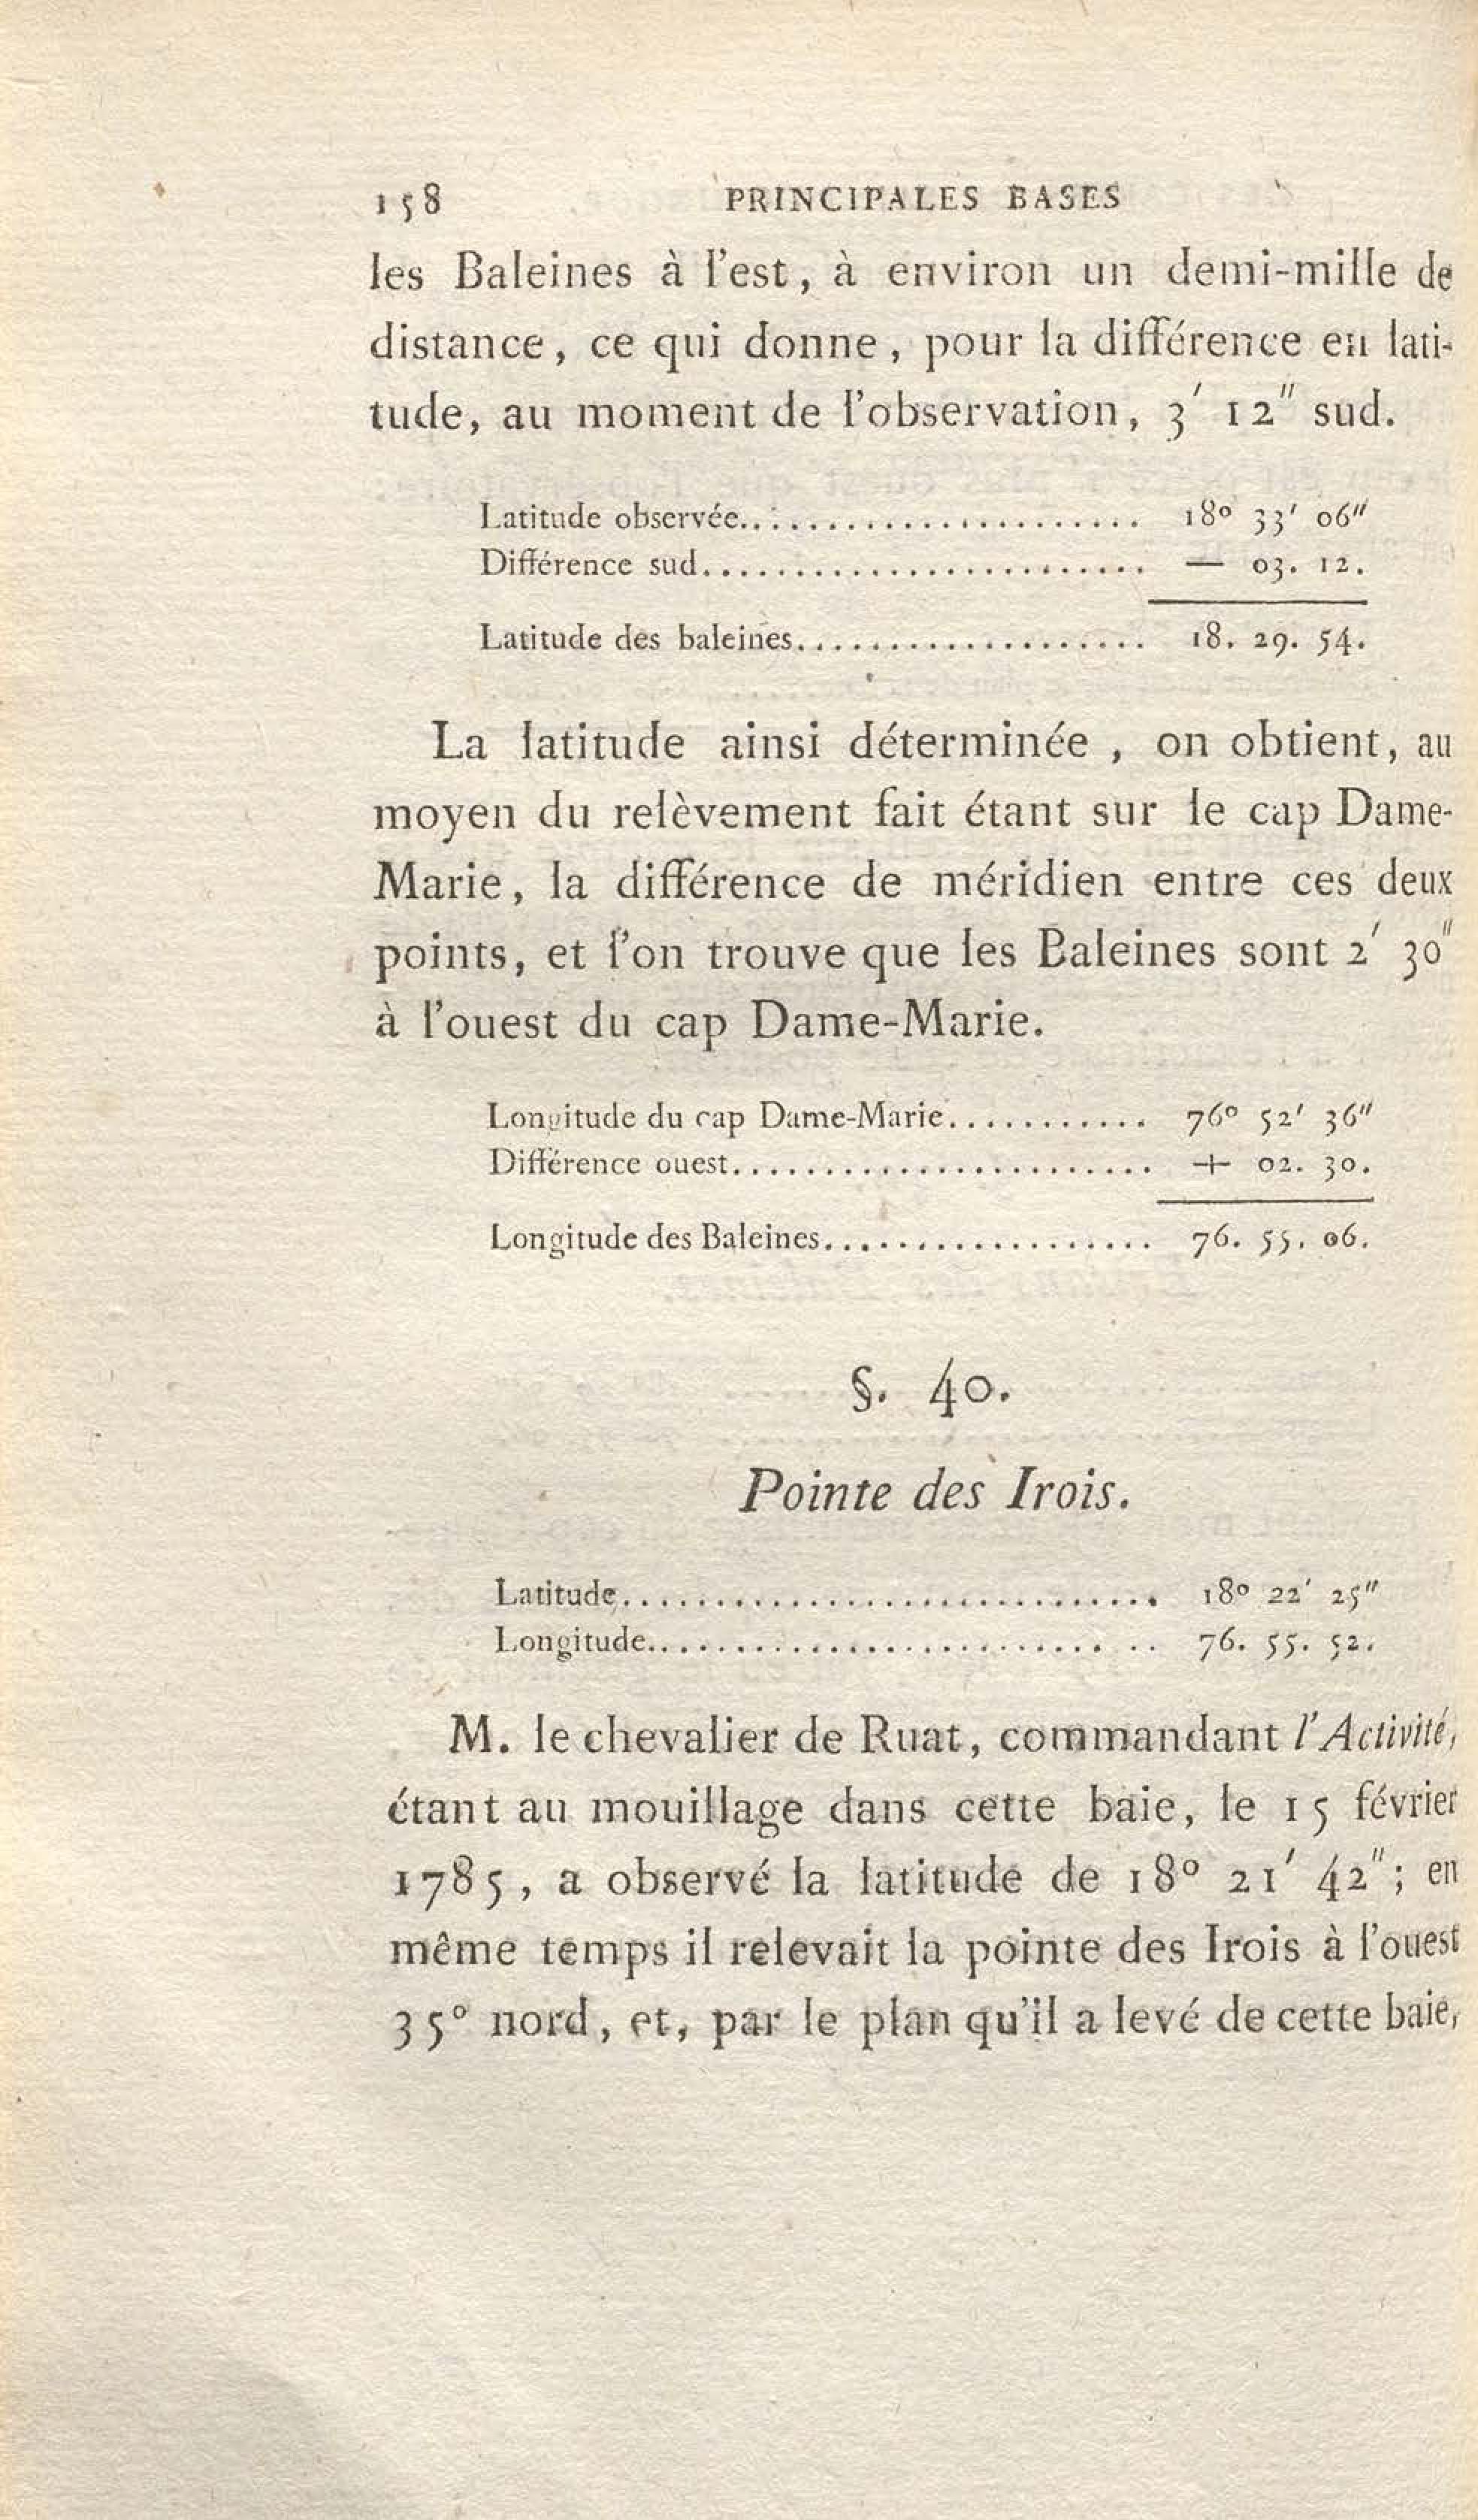 158 PRINCIPALES BASES
les Baleines à l'est, à environ un demi-mille de
distance, ce qui donne, pour la différence en lati-
tude, au moment de l'observation, 3′ 12″ sud.
Latitude observée........................ 18° 33′ 06″
Différence sud......................... — 03. 12.
Latitude des baleines.................... 18. 29. 54.
La latitude ainsi déterminée, on obtient, au
moyen du relèvement fait étant sur le cap Dame-
Marie, la différence de méridien entre ces deux
points, et l'on trouve que les Baleines sont 2′ 30″
à l'ouest du cap Dame-Marie.
Longitude du cap Dame-Marie........... 76° 52′ 36″
Différence ouest........................ + 02. 30.
Longitude des Baleines................... 76. 55. 06.
§. 40.
Pointe des Irois.
Latitude.............................. 18° 22′ 25″
Longitude............................ 76. 55. 52.
M. le chevalier de Ruat, commandant l'Activité,
étant au mouillage dans cette baie, le 15 février
1785, a observé la latitude de 18° 21′ 42″; en
même temps il relevait la pointe des Irois à l'ouest
35° nord, et, par le plan qu'il a levé de cette baie,